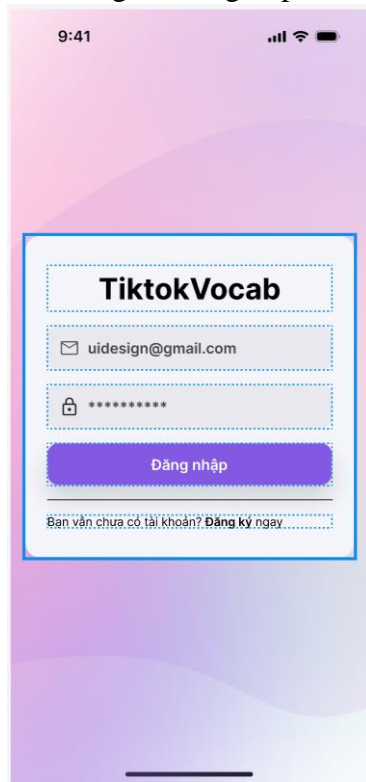 9:41
TiktokVocab
uidesign@gmail.com
**********
Đăng nhập
Bạn vẫn chưa có tài khoản? Đăng ký ngay